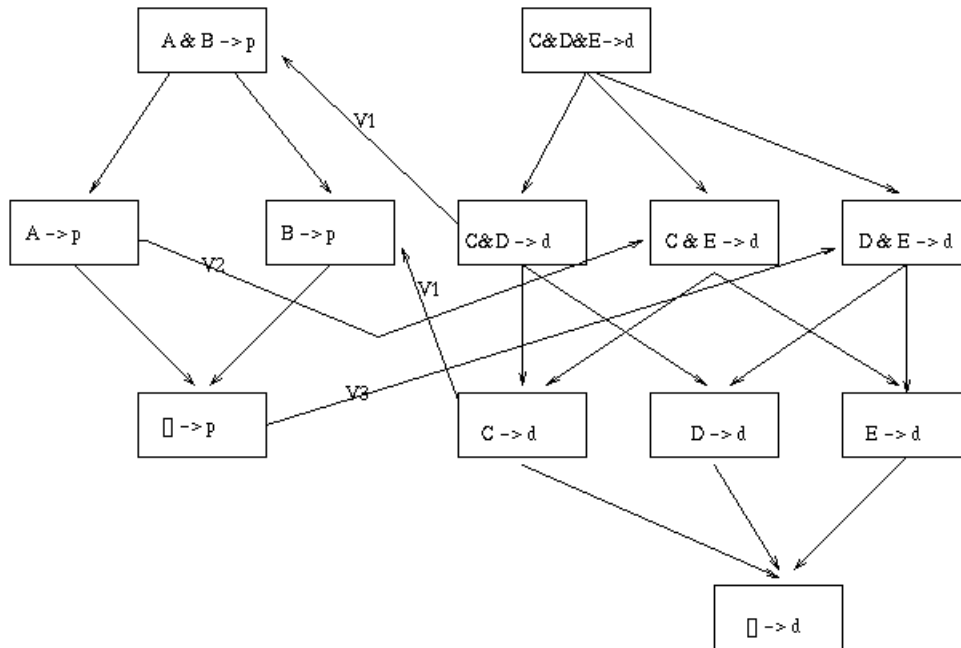 A & B -> p
C&D&E->d
V1
A -> p
B -> p
C&D -> d
C & E -> d
D & E -> d
V2
V1
V3
[] -> p
C -> d
D -> d
E -> d
[] -> d